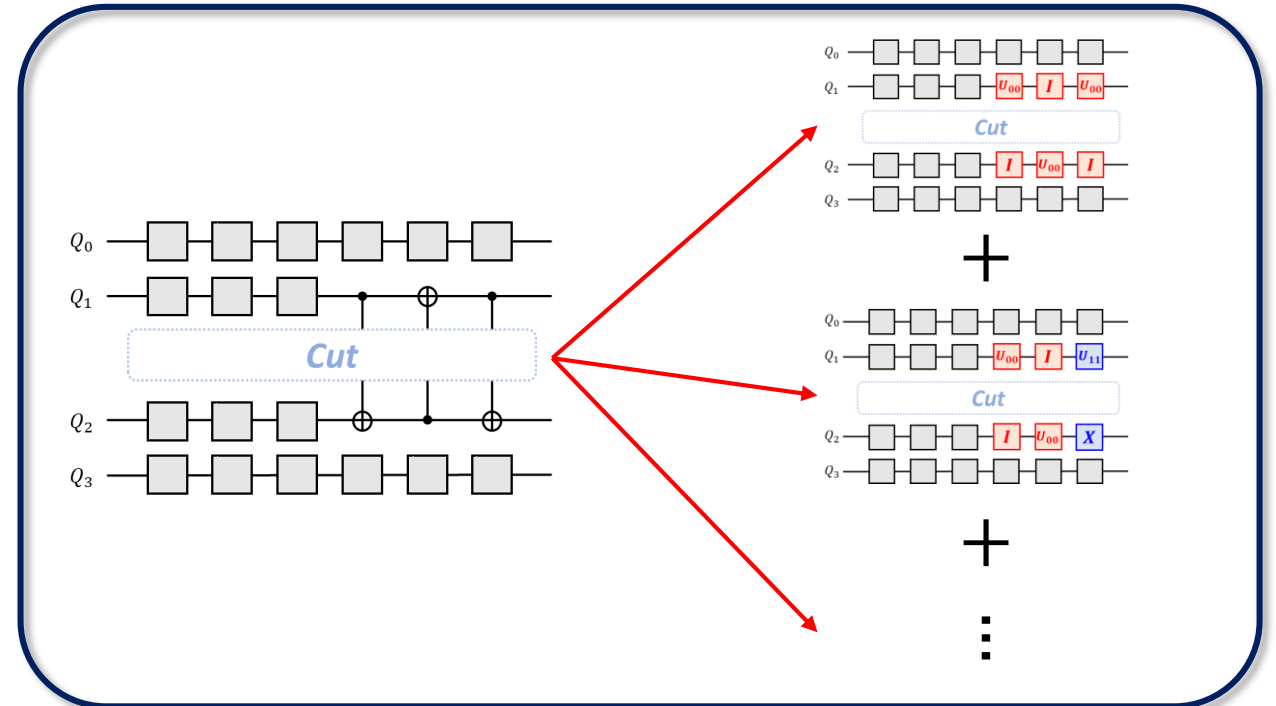 Q₀
Q₁
Cut
Q₂
Q₃
Q₀
Q₁ U₀₀ I U₀₀
Cut
Q₂ I U₀₀ I
Q₃
+
Q₀
Q₁ U₀₀ I U₁₁
Cut
Q₂ I U₀₀ X
Q₃
+
⋮